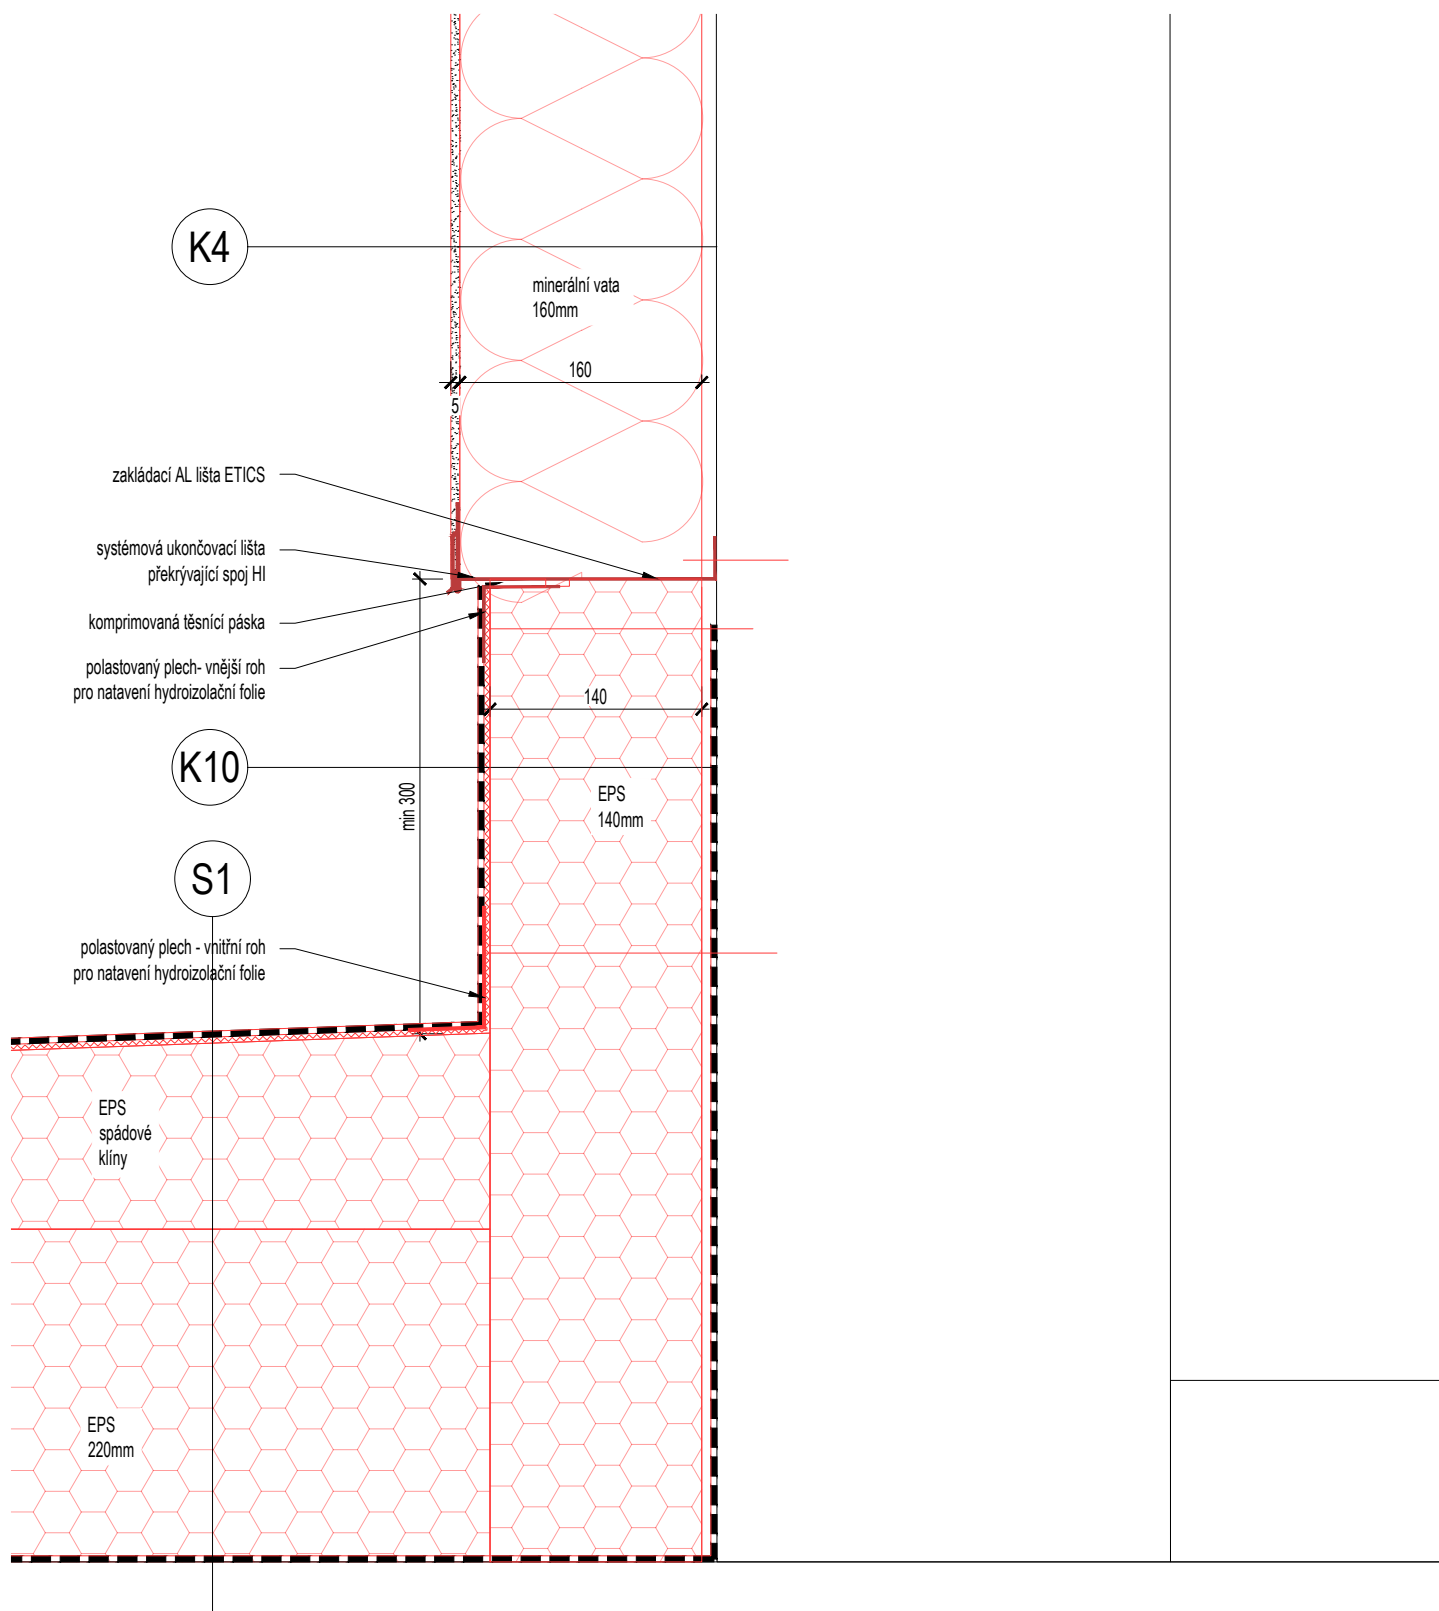 K4
minerální vata
160mm
160
5
zakládací AL lišta ETICS
systémová ukončovací lišta
překrývající spoj HI
komprimovaná těsnící páska
polastovaný plech- vnější roh
pro natavení hydroizolační folie
140
K10
min 300
EPS
140mm
S1
polastovaný plech - vnitřní roh
pro natavení hydroizolační folie
EPS
spádové
klíny
EPS
220mm